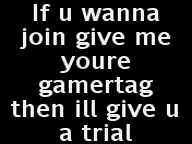 If u wanna
join give me
youre
gamertag
then ill give u
a trial